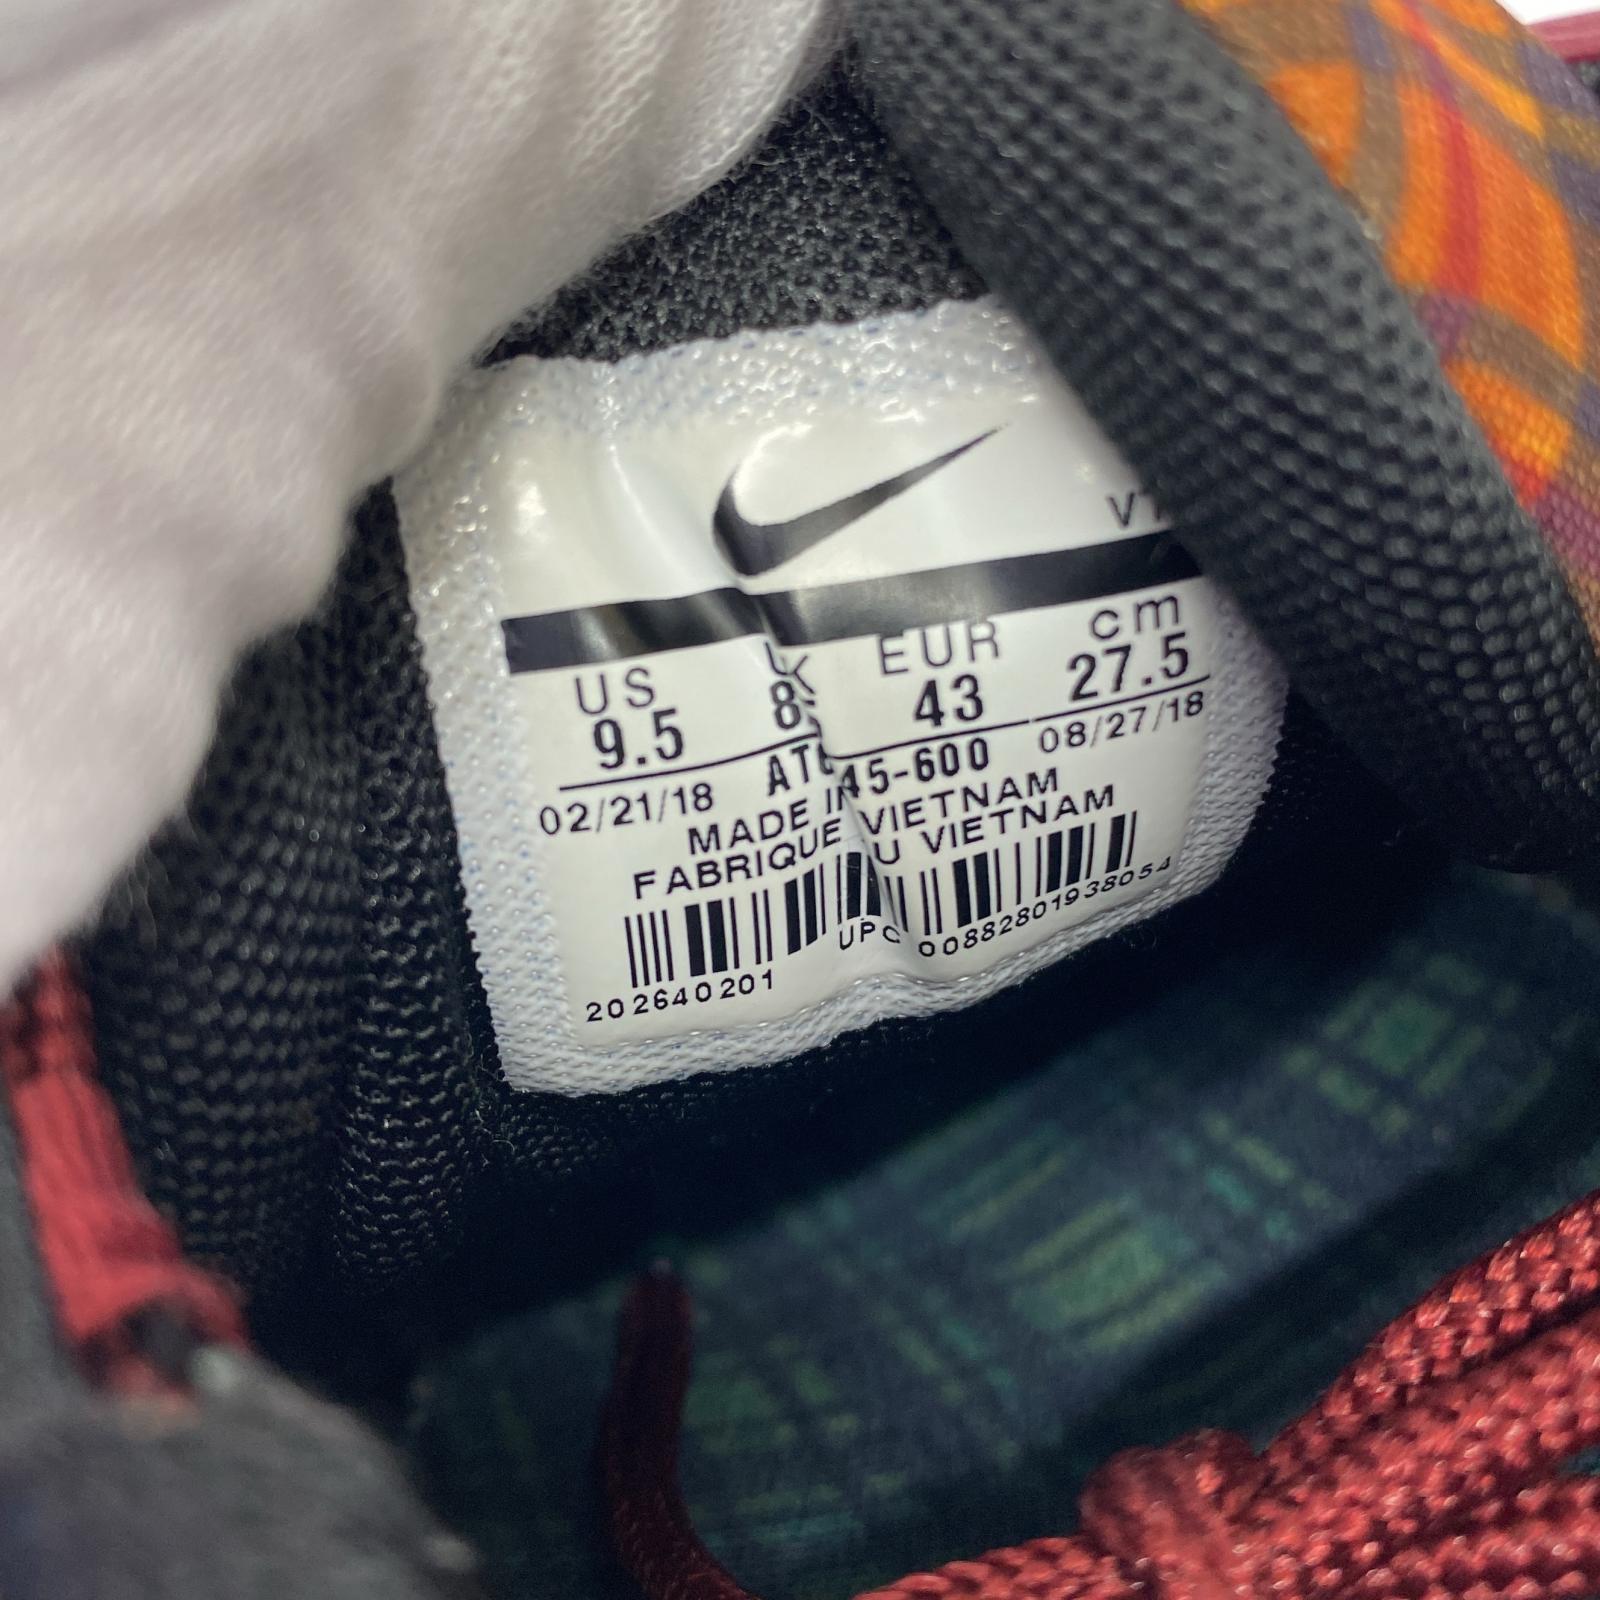 US UK EUR cm
9.5 43 27.5
02/21/18 08/27/18
45-600
MADE IN VIETNAM
FABRIQUE VIETNAM
UPC 00882801938054
202640201